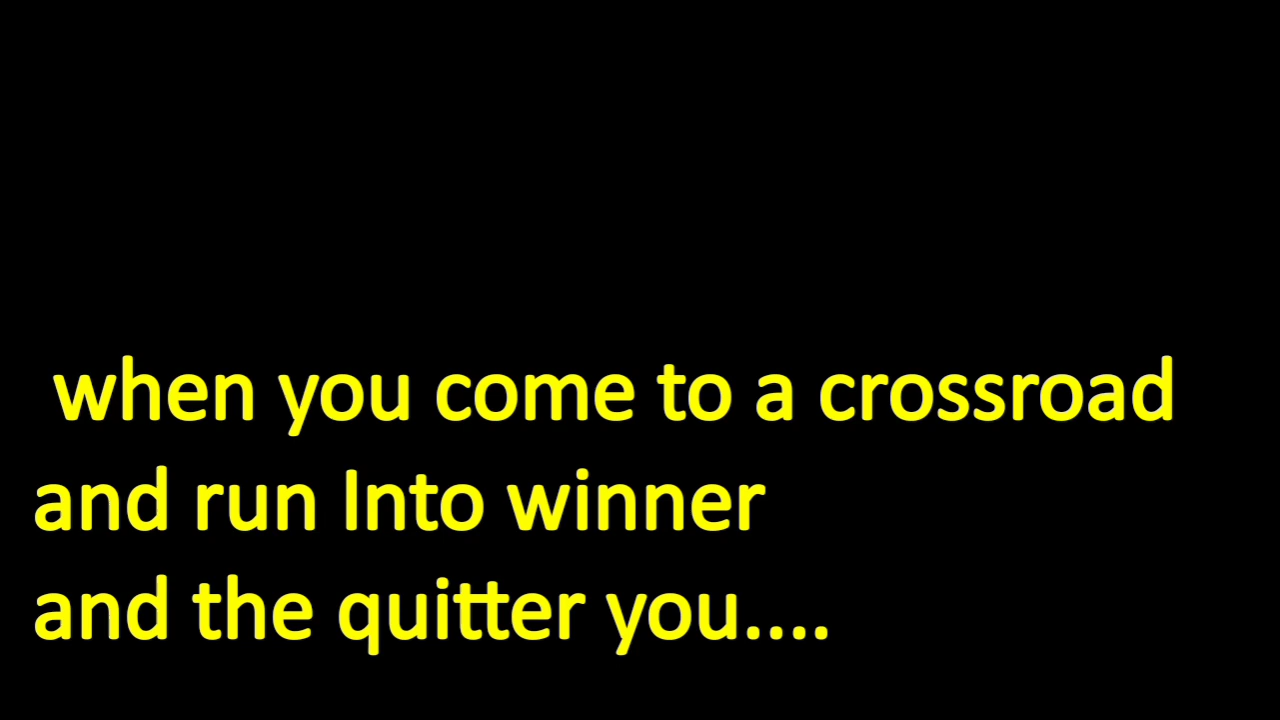 when you come to a crossroad
and run Into winner
and the quitter you....